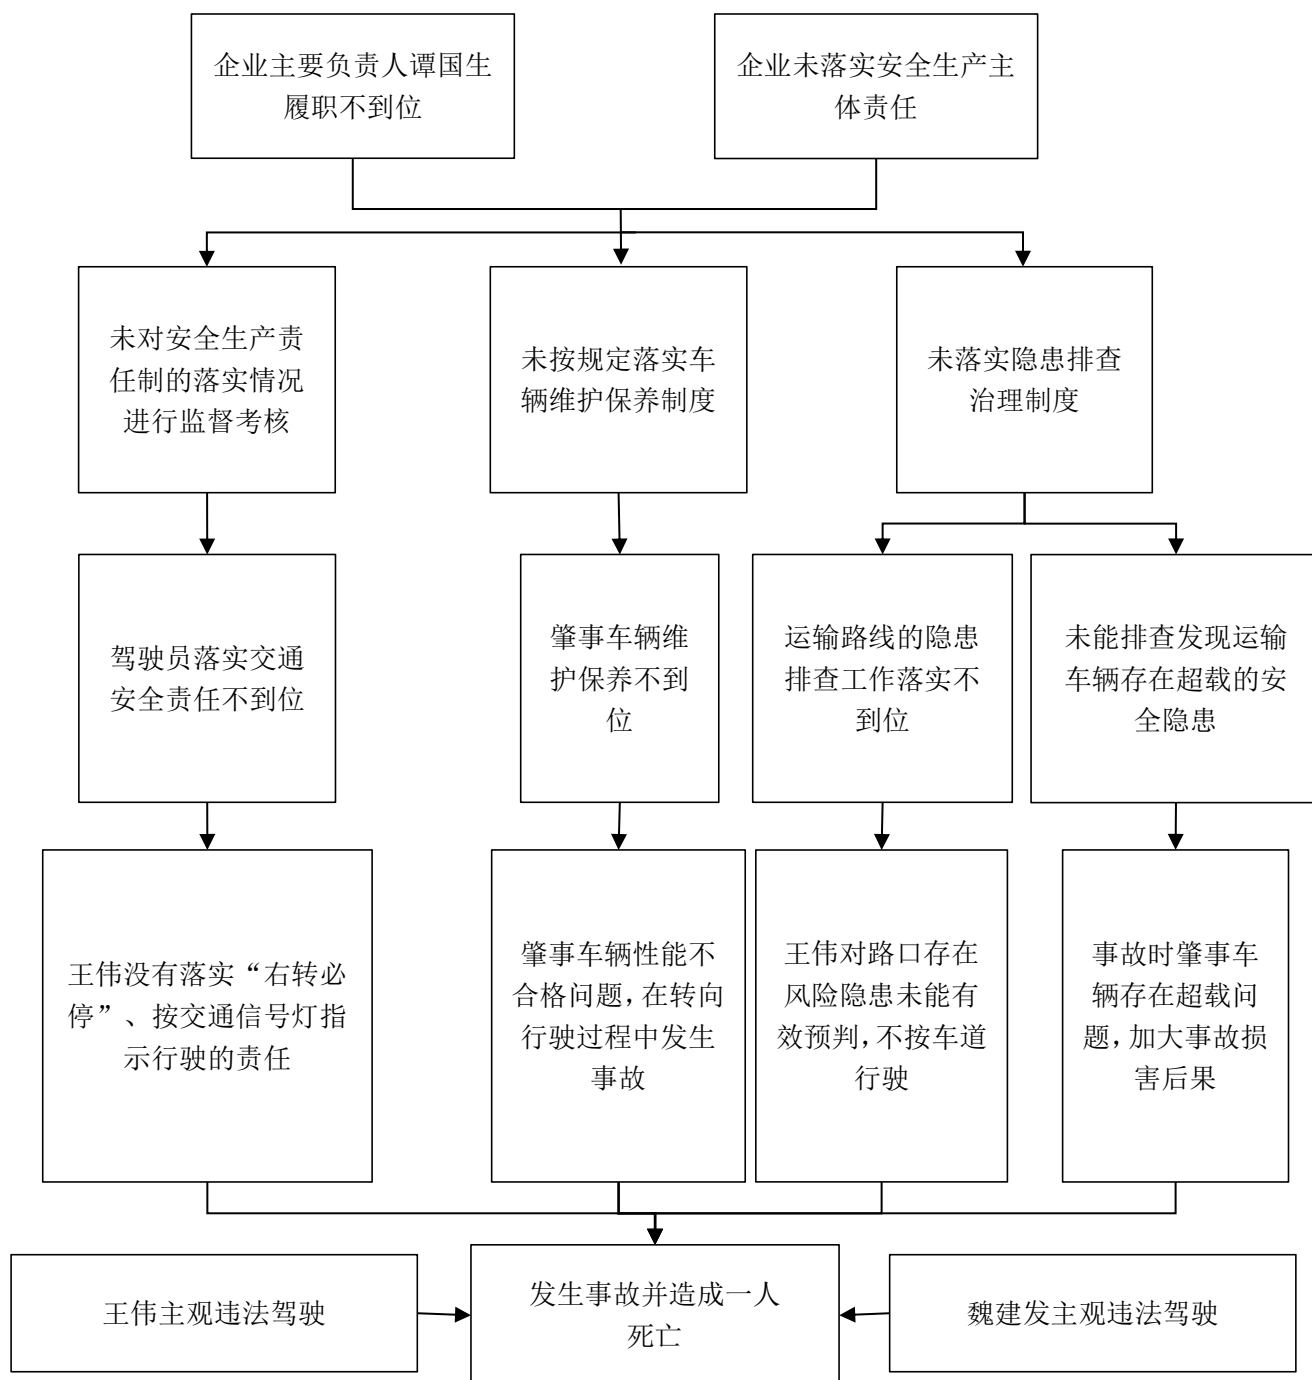 企业主要负责人谭国生
履职不到位
企业未落实安全生产主
体责任
未对安全生产责
任制的落实情况
进行监督考核
未按规定落实车
辆维护保养制度
未落实隐患排查
治理制度
驾驶员落实交通
安全责任不到位
肇事车辆维
护保养不到
位
运输路线的隐患
排查工作落实不
到位
未能排查发现运输
车辆存在超载的安
全隐患
王伟没有落实“右转必
停”、按交通信号灯指
示行驶的责任
肇事车辆性能不
合格问题，在转向
行驶过程中发生
事故
王伟对路口存在
风险隐患未能有
效预判，不按车道
行驶
事故时肇事车
辆存在超载问
题，加大事故损
害后果
王伟主观违法驾驶
发生事故并造成一人
死亡
魏建发主观违法驾驶